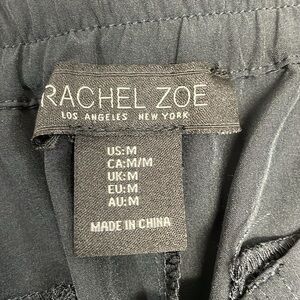 RACHEL ZOE
LOS ANGELES NEW YORK
US:M
CA:M/M
UK:M
EU:M
AU:M
MADE IN CHINA